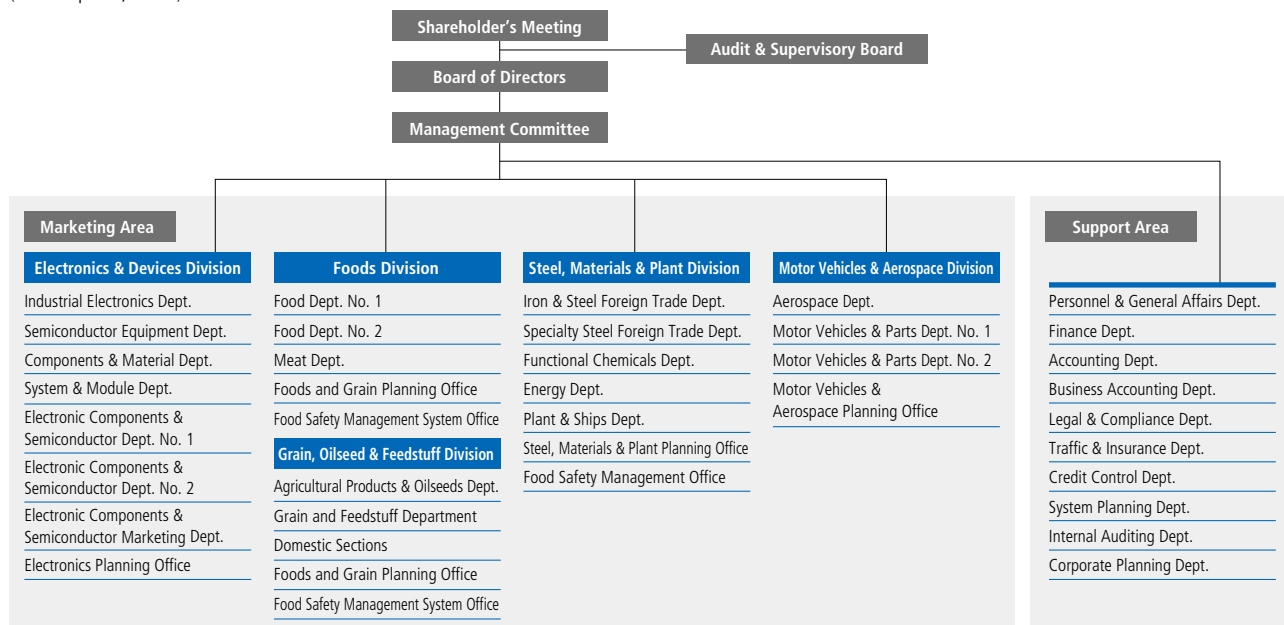 Shareholder's Meeting
Audit & Supervisory Board
Board of Directors
Management Committee
Marketing Area
Electronics & Devices Division
Industrial Electronics Dept.
Semiconductor Equipment Dept.
Components & Material Dept.
System & Module Dept.
Electronic Components &
Semiconductor Dept. No. 1
Electronic Components &
Semiconductor Dept. No. 2
Electronic Components &
Semiconductor Marketing Dept.
Electronics Planning Office
Foods Division
Food Dept. No. 1
Food Dept. No. 2
Meat Dept.
Foods and Grain Planning Office
Food Safety Management System Office
Grain, Oilseed & Feedstuff Division
Agricultural Products & Oilseeds Dept.
Grain and Feedstuff Department
Domestic Sections
Foods and Grain Planning Office
Food Safety Management System Office
Steel, Materials & Plant Division
Iron & Steel Foreign Trade Dept.
Specialty Steel Foreign Trade Dept.
Functional Chemicals Dept.
Energy Dept.
Plant & Ships Dept.
Steel, Materials & Plant Planning Office
Food Safety Management Office
Motor Vehicles & Aerospace Division
Aerospace Dept.
Motor Vehicles & Parts Dept. No. 1
Motor Vehicles & Parts Dept. No. 2
Motor Vehicles &
Aerospace Planning Office
Support Area
Personnel & General Affairs Dept.
Finance Dept.
Accounting Dept.
Business Accounting Dept.
Legal & Compliance Dept.
Traffic & Insurance Dept.
Credit Control Dept.
System Planning Dept.
Internal Auditing Dept.
Corporate Planning Dept.